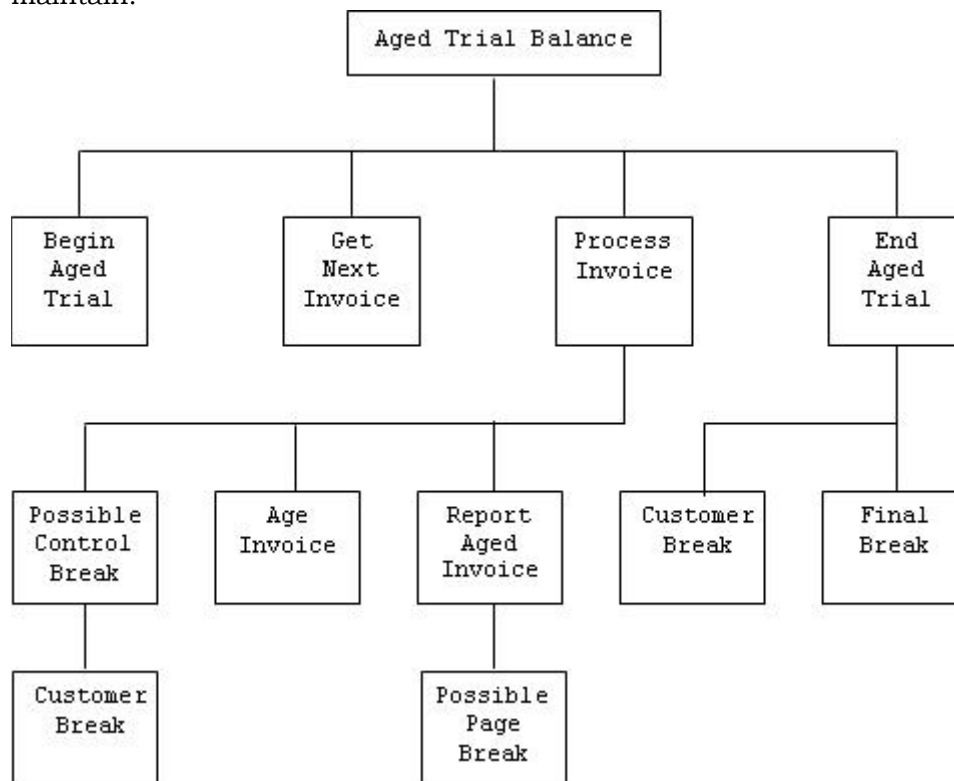 maintain.
Aged Trial Balance
Begin
Aged
Trial
Get
Next
Invoice
Process
Invoice
End
Aged
Trial
Possible
Control
Break
Age
Invoice
Report
Aged
Invoice
Customer
Break
Final
Break
Customer
Break
Possible
Page
Break